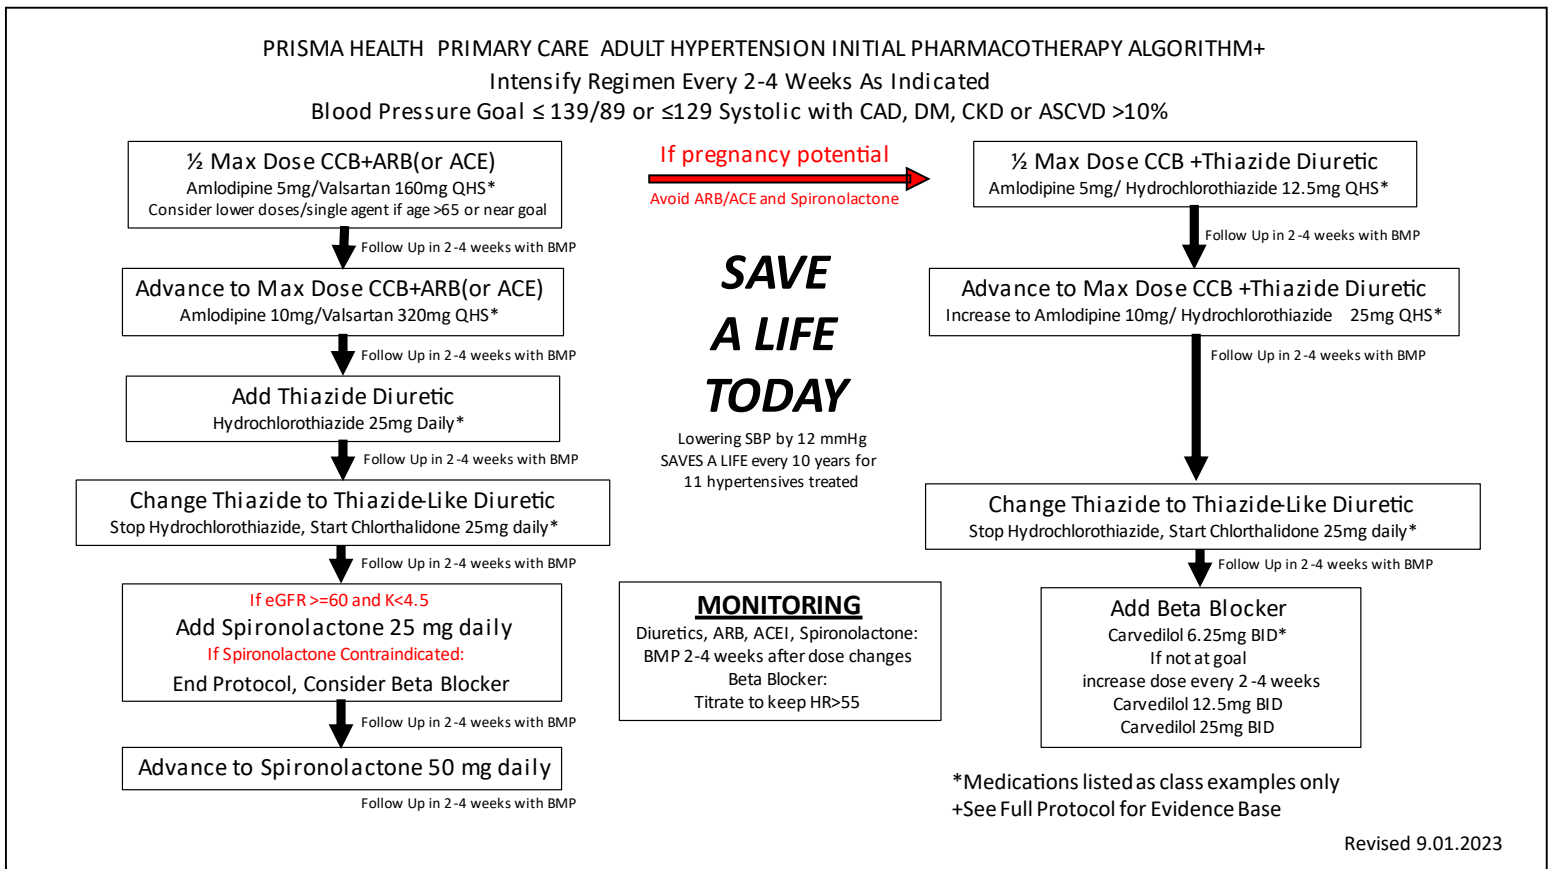 PRISMA HEALTH PRIMARY CARE ADULT HYPERTENSION INITIAL PHARMACOTHERAPY ALGORITHM+
Intensify Regimen Every 2-4 Weeks As Indicated
Blood Pressure Goal ≤ 139/89 or ≤129 Systolic with CAD, DM, CKD or ASCVD >10%
½ Max Dose CCB+ARB(or ACE)
Amlodipine 5mg/Valsartan 160mg QHS*
Consider lower doses/single agent if age >65 or near goal
Follow Up in 2-4 weeks with BMP
Advance to Max Dose CCB+ARB(or ACE)
Amlodipine 10mg/Valsartan 320mg QHS*
Follow Up in 2-4 weeks with BMP
Add Thiazide Diuretic
Hydrochlorothiazide 25mg Daily*
Follow Up in 2-4 weeks with BMP
Change Thiazide to Thiazide-Like Diuretic
Stop Hydrochlorothiazide, Start Chlorthalidone 25mg daily*
Follow Up in 2-4 weeks with BMP
If eGFR >=60 and K<4.5
Add Spironolactone 25 mg daily
If Spironolactone Contraindicated:
End Protocol, Consider Beta Blocker
Follow Up in 2-4 weeks with BMP
Advance to Spironolactone 50 mg daily
Follow Up in 2-4 weeks with BMP
If pregnancy potential
Avoid ARB/ACE and Spironolactone
SAVE
A LIFE
TODAY
Lowering SBP by 12 mmHg
SAVES A LIFE every 10 years for
11 hypertensives treated
MONITORING
Diuretics, ARB, ACEI, Spironolactone:
BMP 2-4 weeks after dose changes
Beta Blocker:
Titrate to keep HR>55
½ Max Dose CCB +Thiazide Diuretic
Amlodipine 5mg/ Hydrochlorothiazide 12.5mg QHS*
Follow Up in 2-4 weeks with BMP
Advance to Max Dose CCB +Thiazide Diuretic
Increase to Amlodipine 10mg/ Hydrochlorothiazide 25mg QHS*
Follow Up in 2-4 weeks with BMP
Change Thiazide to Thiazide-Like Diuretic
Stop Hydrochlorothiazide, Start Chlorthalidone 25mg daily*
Follow Up in 2-4 weeks with BMP
Add Beta Blocker
Carvedilol 6.25mg BID*
If not at goal
increase dose every 2-4 weeks
Carvedilol 12.5mg BID
Carvedilol 25mg BID
*Medications listed as class examples only
+See Full Protocol for Evidence Base
Revised 9.01.2023